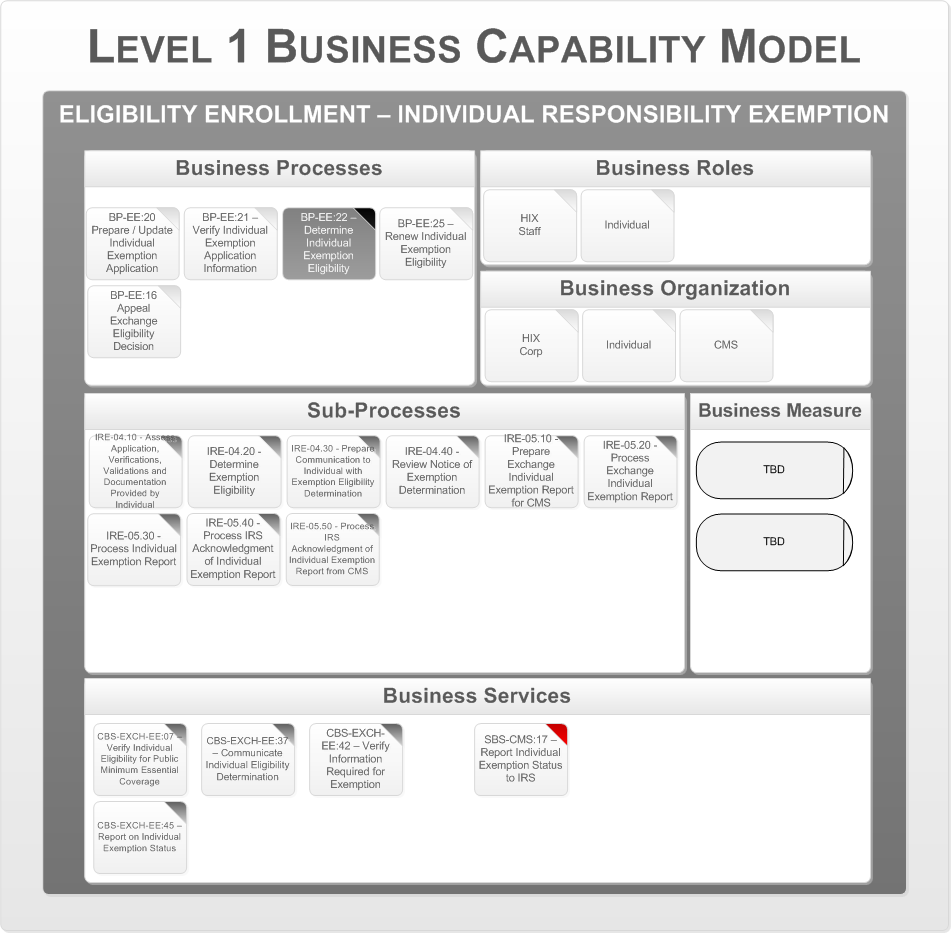 LEVEL 1 BUSINESS CAPABILITY MODEL
ELIGIBILITY ENROLLMENT – INDIVIDUAL RESPONSIBILITY EXEMPTION
Business Processes
BP-EE:20
Prepare / Update
Individual
Exemption
Application
BP-EE:21 –
Verify Individual
Exemption
Application
Information
BP-EE:22 –
Determine
Individual
Exemption
Eligibility
BP-EE:25 –
Renew Individual
Exemption
Eligibility
BP-EE:16
Appeal
Exchange
Eligibility
Decision
Business Roles
HIX
Staff
Individual
Business Organization
HIX
Corp
Individual
CMS
Sub-Processes
IRE-04.10 - Assess
Application,
Verifications,
Validations and
Documentation
Provided by
Individual
IRE-04.20 -
Determine
Exemption
Eligibility
IRE-04.30 - Prepare
Communication to
Individual with
Exemption Eligibility
Determination
IRE-04.40 -
Review Notice of
Exemption
Determination
IRE-05.10 -
Prepare
Exchange
Individual
Exemption Report
for CMS
IRE-05.20 -
Process
Exchange
Individual
Exemption Report
IRE-05.30 -
Process Individual
Exemption Report
IRE-05.40 -
Process IRS
Acknowledgment
of Individual
Exemption Report
IRE-05.50 - Process
IRS
Acknowledgment of
Individual Exemption
Report from CMS
Business Measure
TBD
TBD
Business Services
CBS-EXCH-EE:07 –
Verify Individual
Eligibility for Public
Minimum Essential
Coverage
CBS-EXCH-EE:37
– Communicate
Individual Eligibility
Determination
CBS-EXCH-
EE:42 – Verify
Information
Required for
Exemption
SBS-CMS:17 –
Report Individual
Exemption Status
to IRS
CBS-EXCH-EE:45 –
Report on Individual
Exemption Status